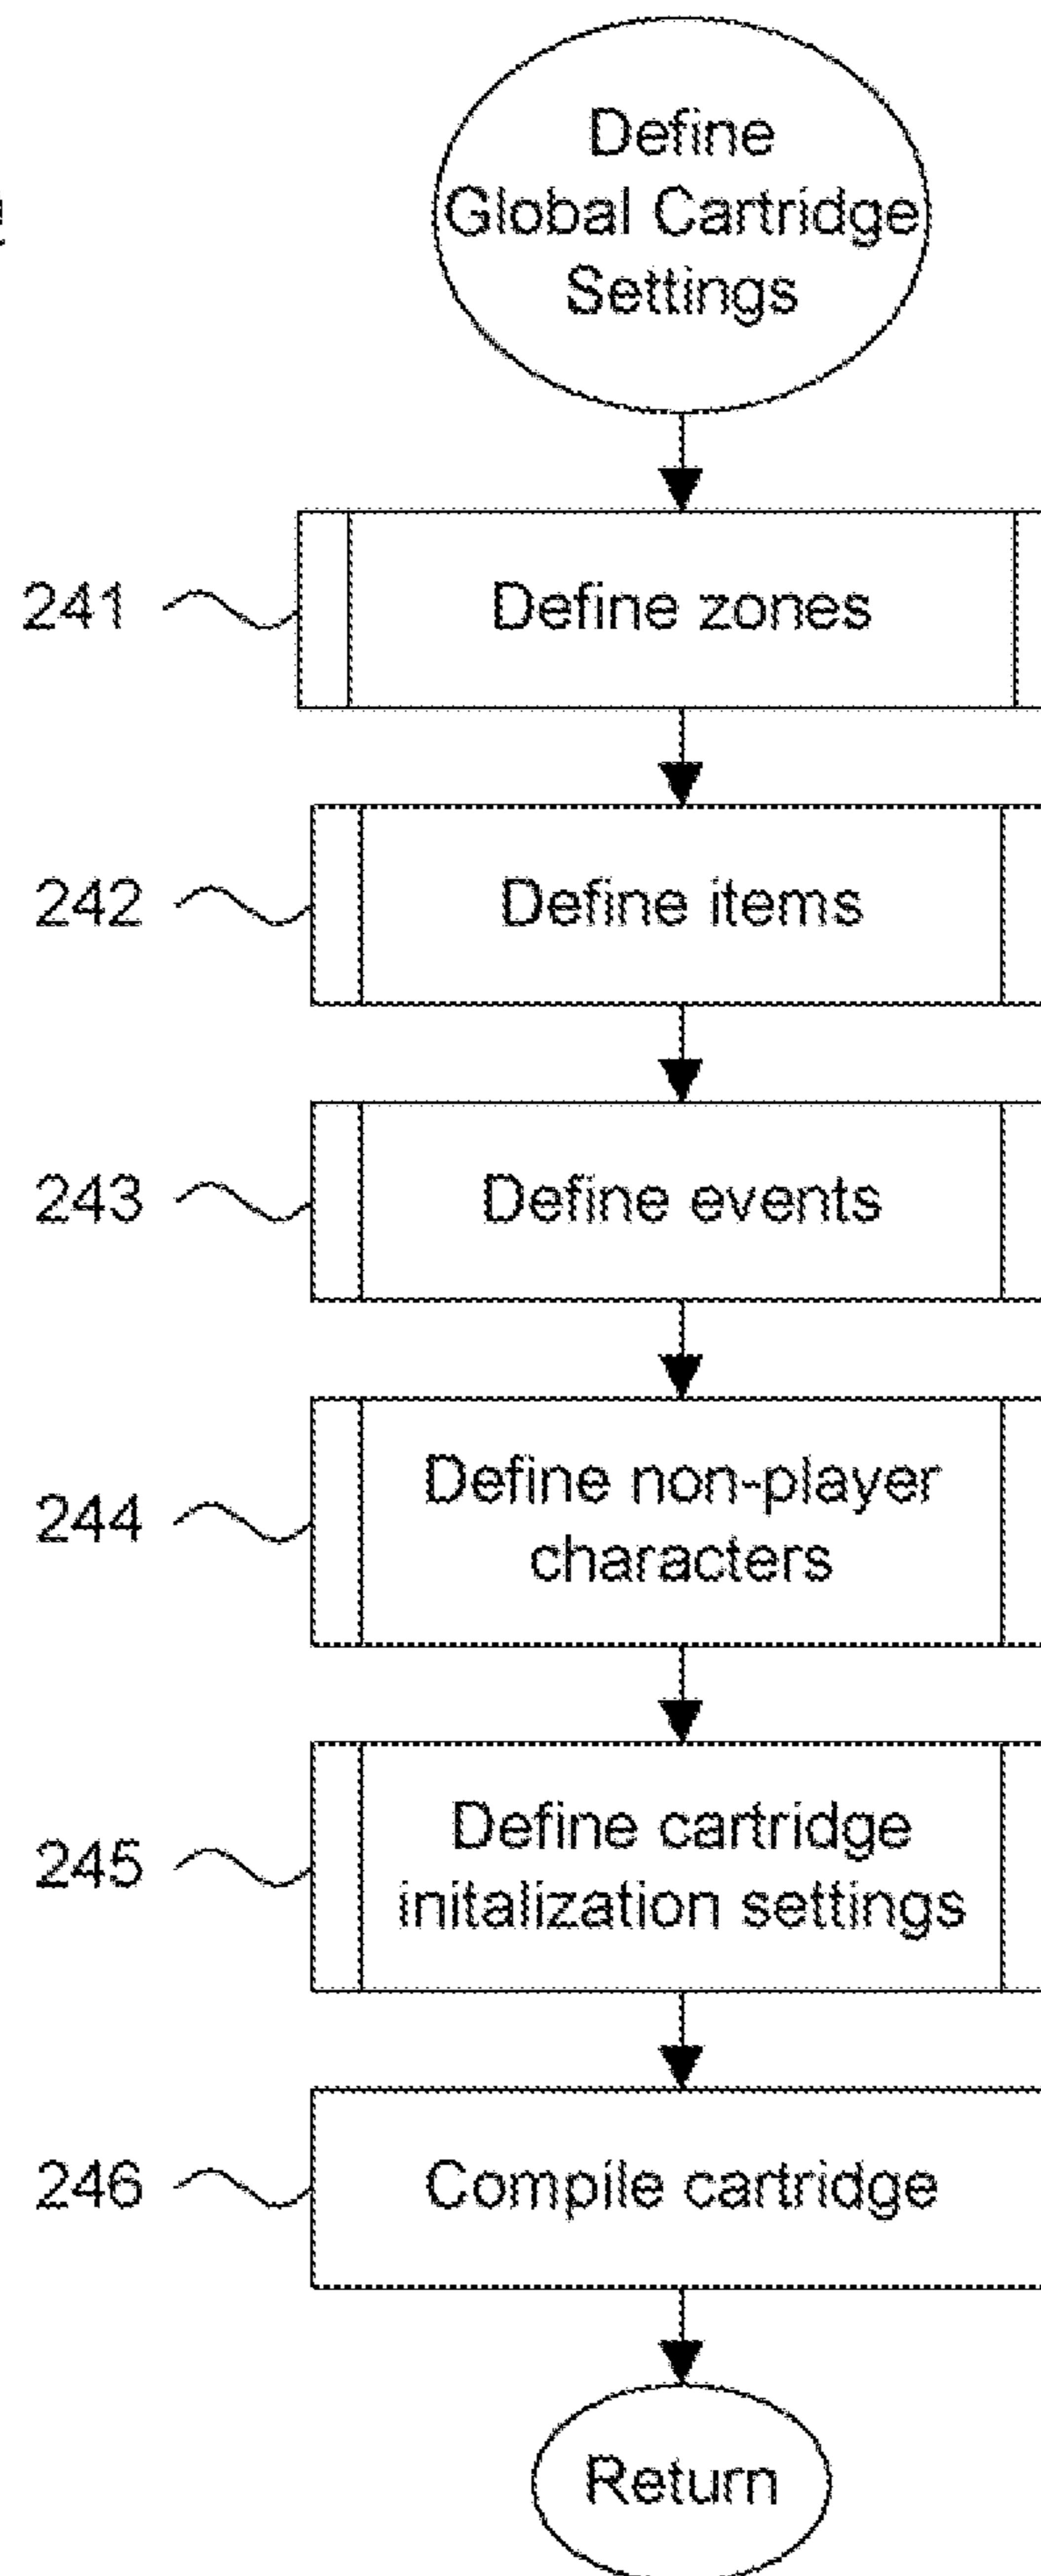 Define
Global Cartridge
Settings
241
Define zones
242
Define items
243
Define events
244
Define non-player
characters
245
Define cartridge
initalization settings
246
Compile cartridge
Return